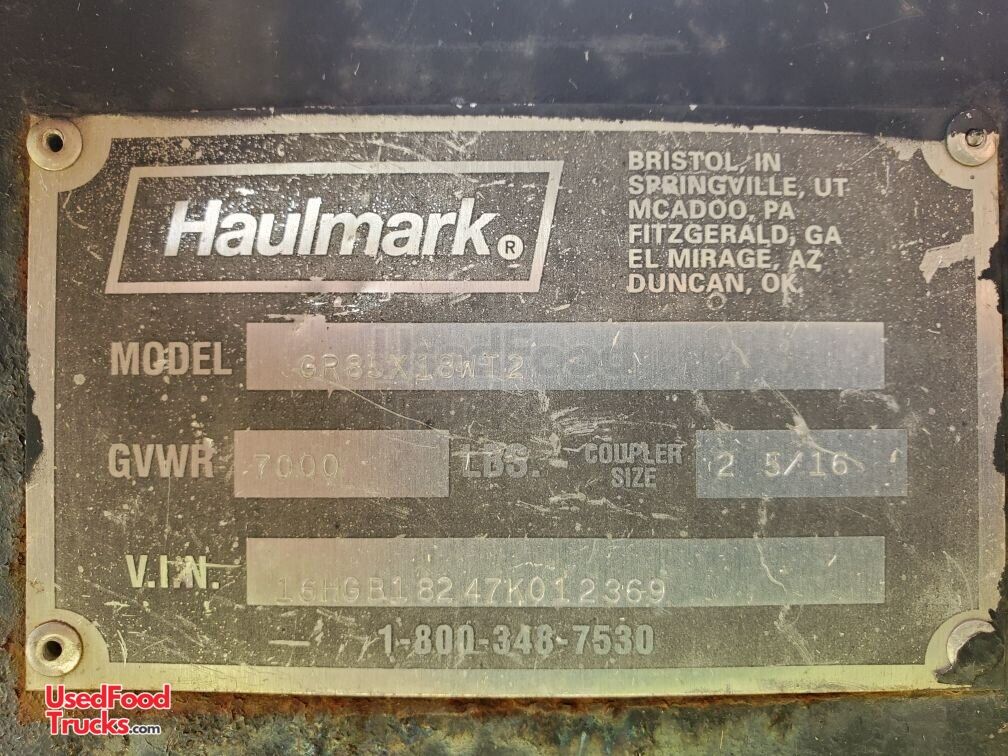 Haulmark®
BRISTOL, IN
SPRINGVILLE, UT
MCADOO, PA
FITZGERALD, GA
EL MIRAGE, AZ
DUNCAN, OK.
MODEL GR85X18WT2
GVWR 7000 LBS. COUPLER SIZE 2 5/16
V.I.N. 16HGB18247K012369
1-800-348-7530
UsedFood
Trucks.com